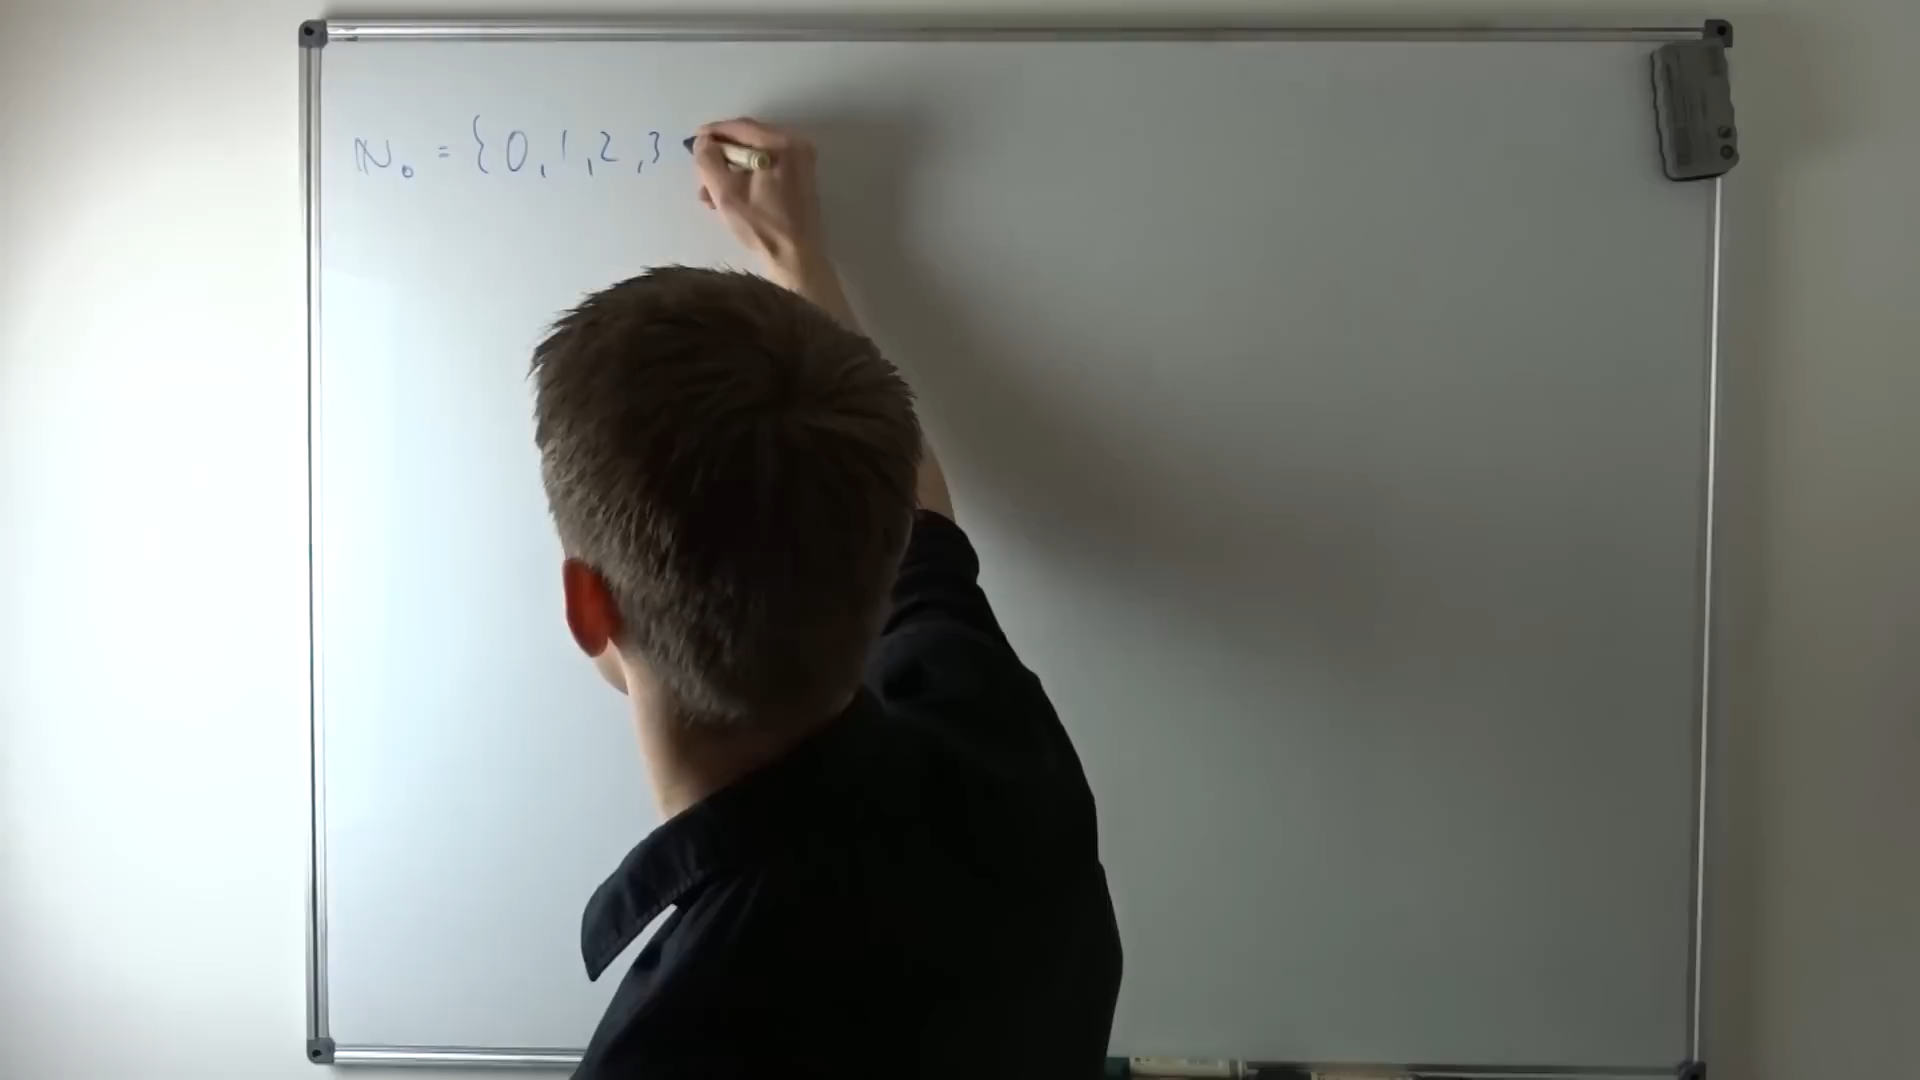 ℕ₀ = {0, 1, 2, 3